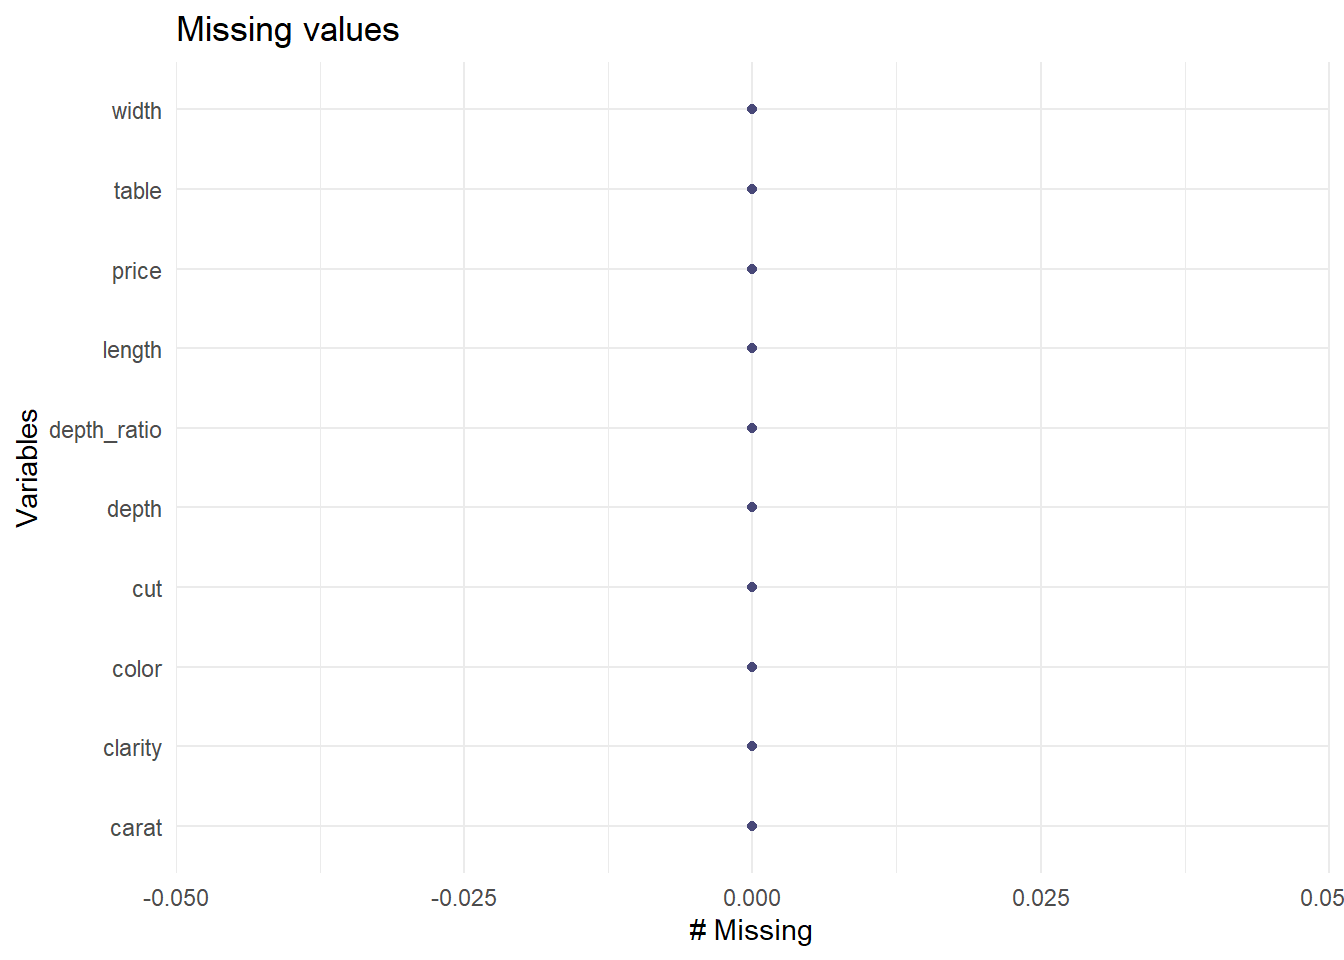 Missing values
width
table
price
length
depth_ratio
depth
cut
color
clarity
carat
Variables
-0.050
-0.025
0.000
0.025
0.05
# Missing